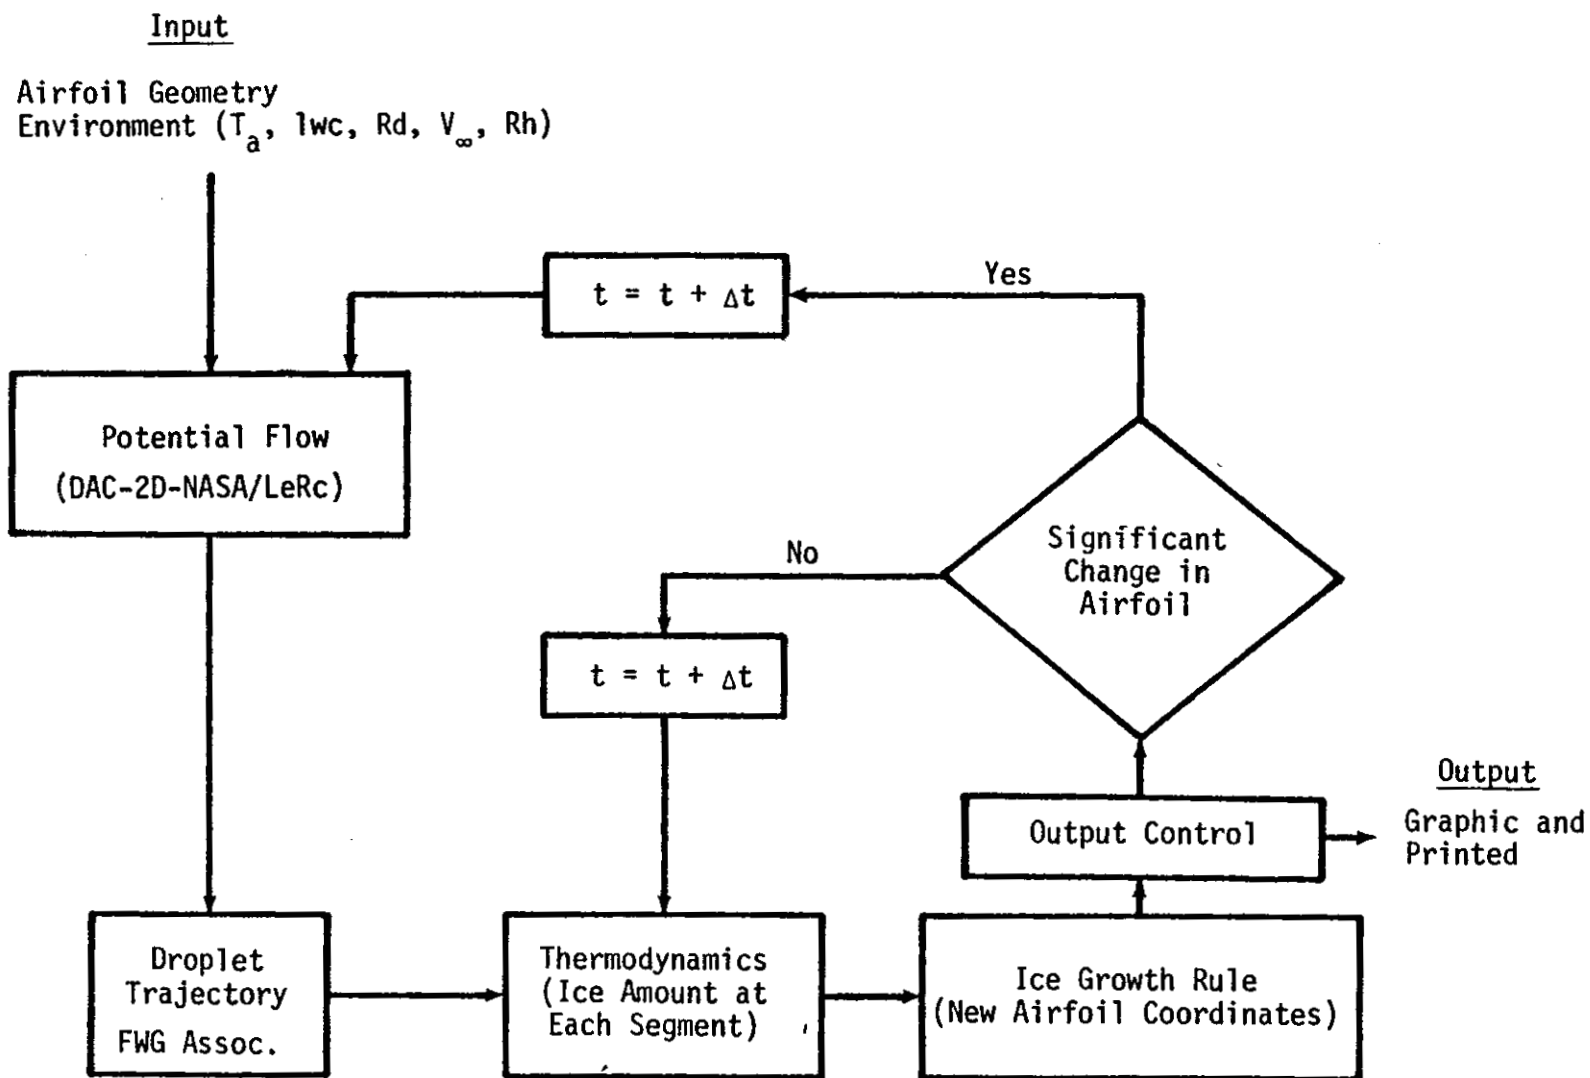 Input
Airfoil Geometry
Environment (T_a, lwc, Rd, V_∞, Rh)
Yes
t = t + Δt
Potential Flow
(DAC-2D-NASA/LeRc)
Significant
Change in
Airfoil
No
t = t + Δt
Output
Graphic and
Printed
Output Control
Droplet
Trajectory
FWG Assoc.
Thermodynamics
(Ice Amount at
Each Segment)
Ice Growth Rule
(New Airfoil Coordinates)